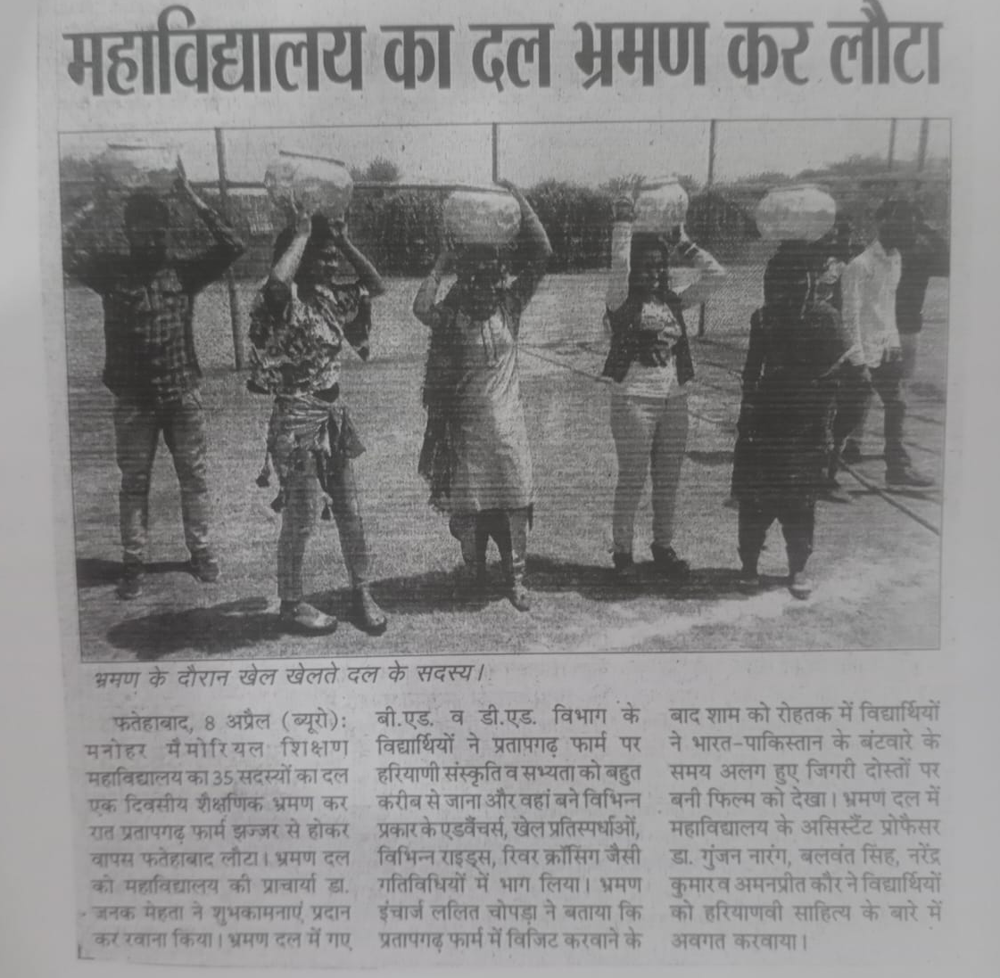 महाविद्यालय का दल भ्रमण कर लौटा
भ्रमण के दौरान खेल खेलते दल के सदस्य।
फतेहाबाद, 8 अप्रैल (ब्यूरो):
मनोहर मैमोरियल शिक्षण
महाविद्यालय का 35 सदस्यों का दल
एक दिवसीय शैक्षणिक भ्रमण कर
रात प्रतापगढ़ फार्म झज्जर से होकर
वापस फतेहाबाद लौटा। भ्रमण दल
को महाविद्यालय की प्राचार्या डा.
जनक मेहता ने शुभकामनाएं प्रदान
कर रवाना किया। भ्रमण दल में गए
बी.एड. व डी.एड. विभाग के
विद्यार्थियों ने प्रतापगढ़ फार्म पर
हरियाणी संस्कृति व सभ्यता को बहुत
करीब से जाना और वहां बने विभिन्न
प्रकार के एडवैंचर्स, खेल प्रतिस्पर्धाओं,
विभिन्न राइड्स, रिवर क्रॉसिंग जैसी
गतिविधियों में भाग लिया। भ्रमण
इंचार्ज ललित चोपड़ा ने बताया कि
प्रतापगढ़ फार्म में विजिट करवाने के
बाद शाम को रोहतक में विद्यार्थियों
ने भारत-पाकिस्तान के बंटवारे के
समय अलग हुए जिगरी दोस्तों पर
बनी फिल्म को देखा। भ्रमण दल में
महाविद्यालय के असिस्टैंट प्रोफैसर
डा. गुंजन नारंग, बलवंत सिंह, नरेंद्र
कुमार व अमनप्रीत कौर ने विद्यार्थियों
को हरियाणवी साहित्य के बारे में
अवगत करवाया।